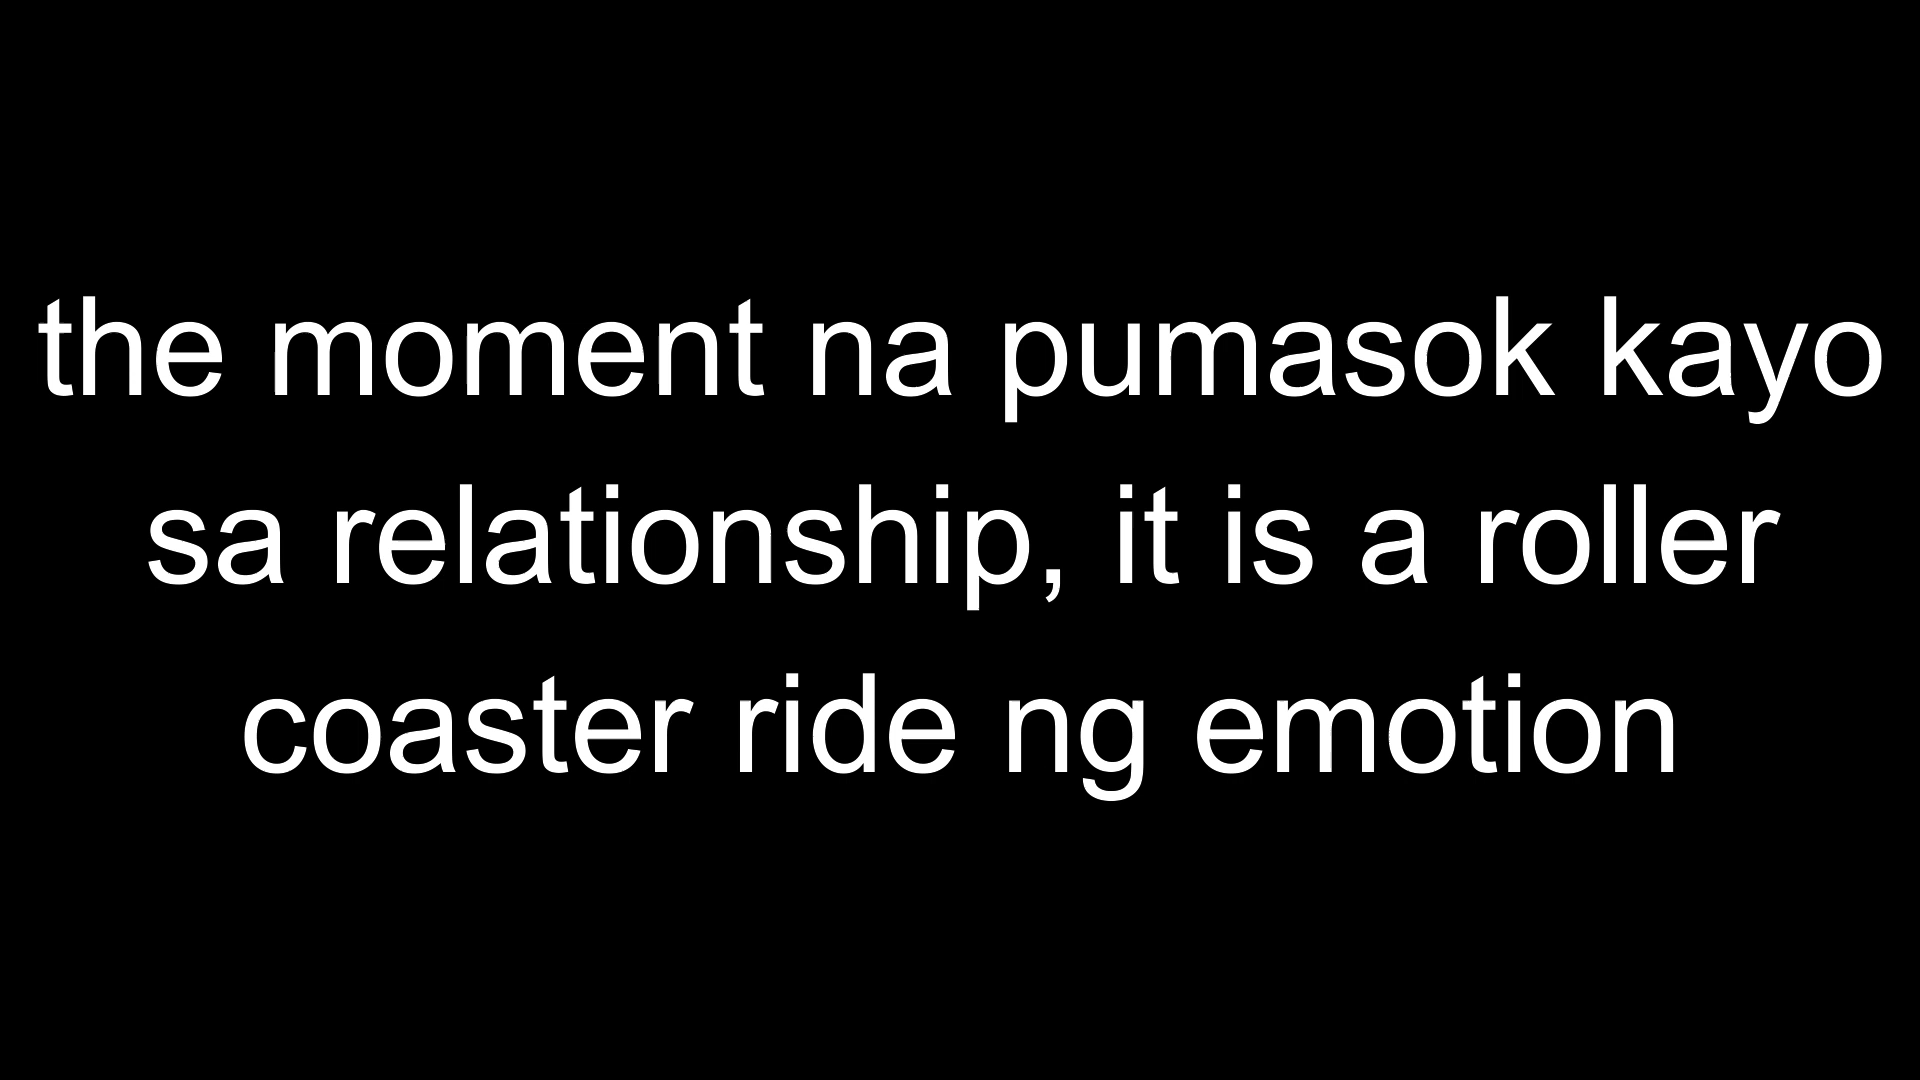 the moment na pumasok kayo
sa relationship, it is a roller
coaster ride ng emotion